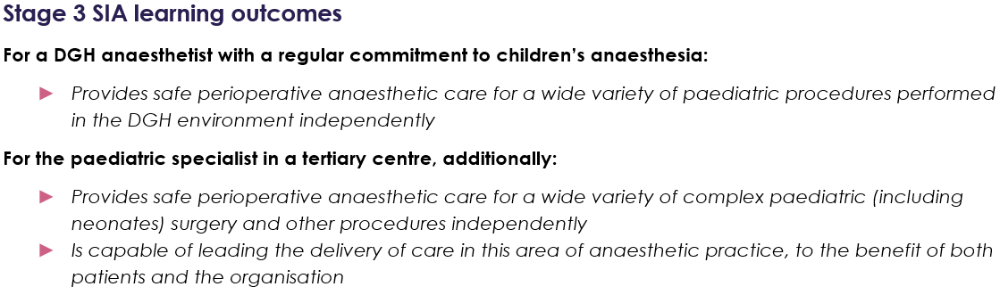 Stage 3 SIA learning outcomes
For a DGH anaesthetist with a regular commitment to children’s anaesthesia:
► Provides safe perioperative anaesthetic care for a wide variety of paediatric procedures performed
in the DGH environment independently
For the paediatric specialist in a tertiary centre, additionally:
► Provides safe perioperative anaesthetic care for a wide variety of complex paediatric (including
neonates) surgery and other procedures independently
► Is capable of leading the delivery of care in this area of anaesthetic practice, to the benefit of both
patients and the organisation